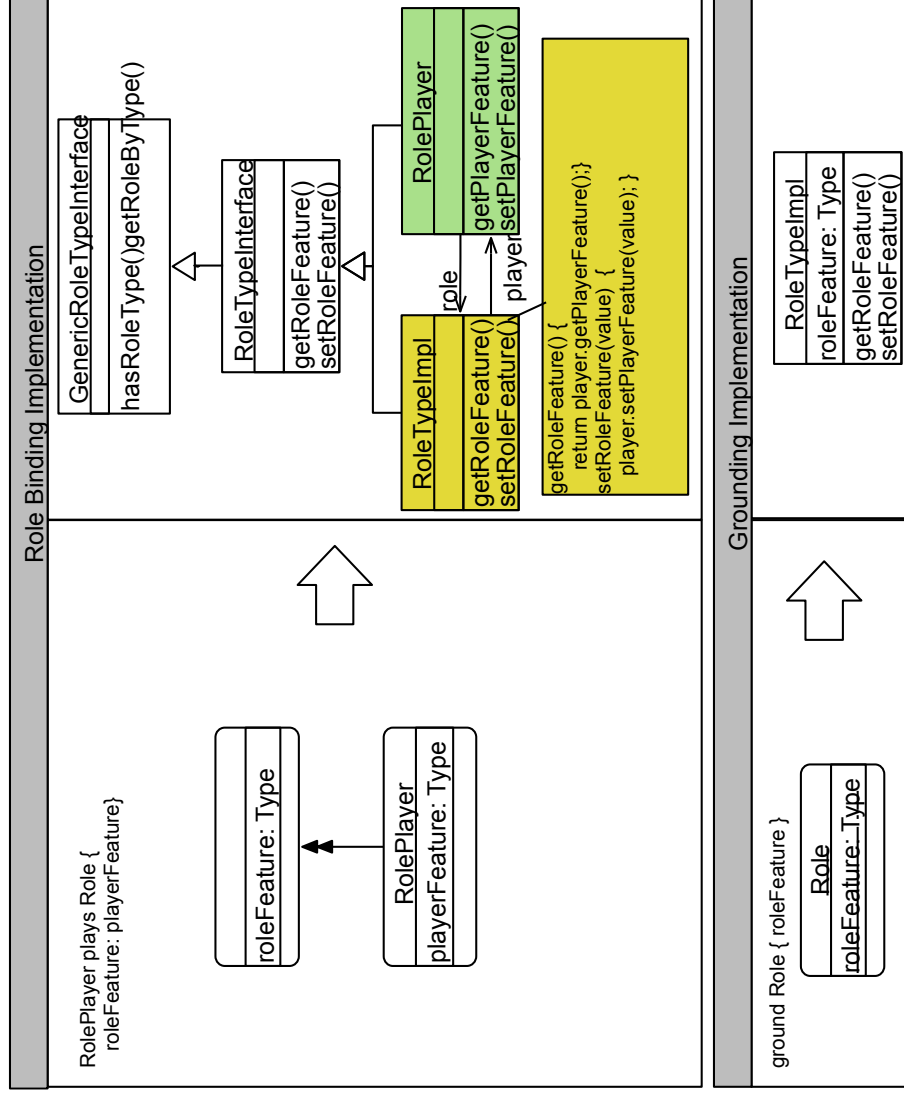 Role Binding Implementation
RolePlayer plays Role {
roleFeature: playerFeature}
roleFeature: Type
RolePlayer
playerFeature: Type
GenericRoleTypeInterface
hasRoleType()getRoleByType()
RoleTypeInterface
getRoleFeature()
setRoleFeature()
RoleTypeImpl
getRoleFeature()
setRoleFeature()
role
player
RolePlayer
getPlayerFeature()
setPlayerFeature()
getRoleFeature() {
return player.getPlayerFeature();}
setRoleFeature(value) {
player.setPlayerFeature(value); }
Grounding Implementation
ground Role { roleFeature }
Role
roleFeature: Type
RoleTypeImpl
roleFeature: Type
getRoleFeature()
setRoleFeature()